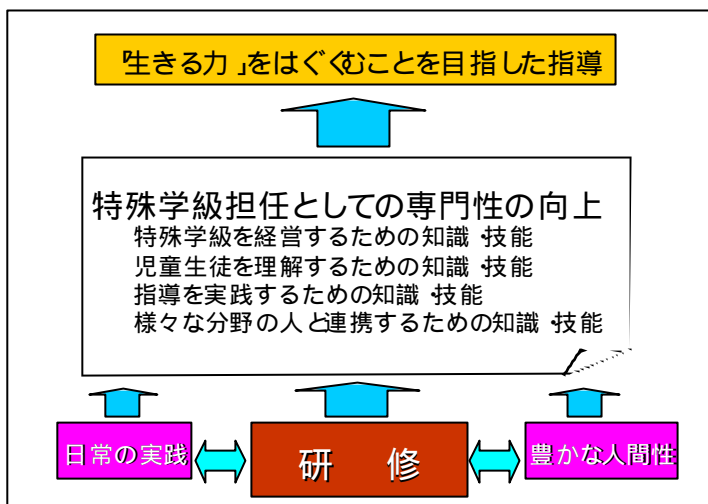 「生きる力」をはぐくむことを目指した指導
特殊学級担任としての専門性の向上
特殊学級を経営するための知識・技能
児童生徒を理解するための知識・技能
指導を実践するための知識・技能
様々な分野の人と連携するための知識・技能
日常の実践
研　修
豊かな人間性